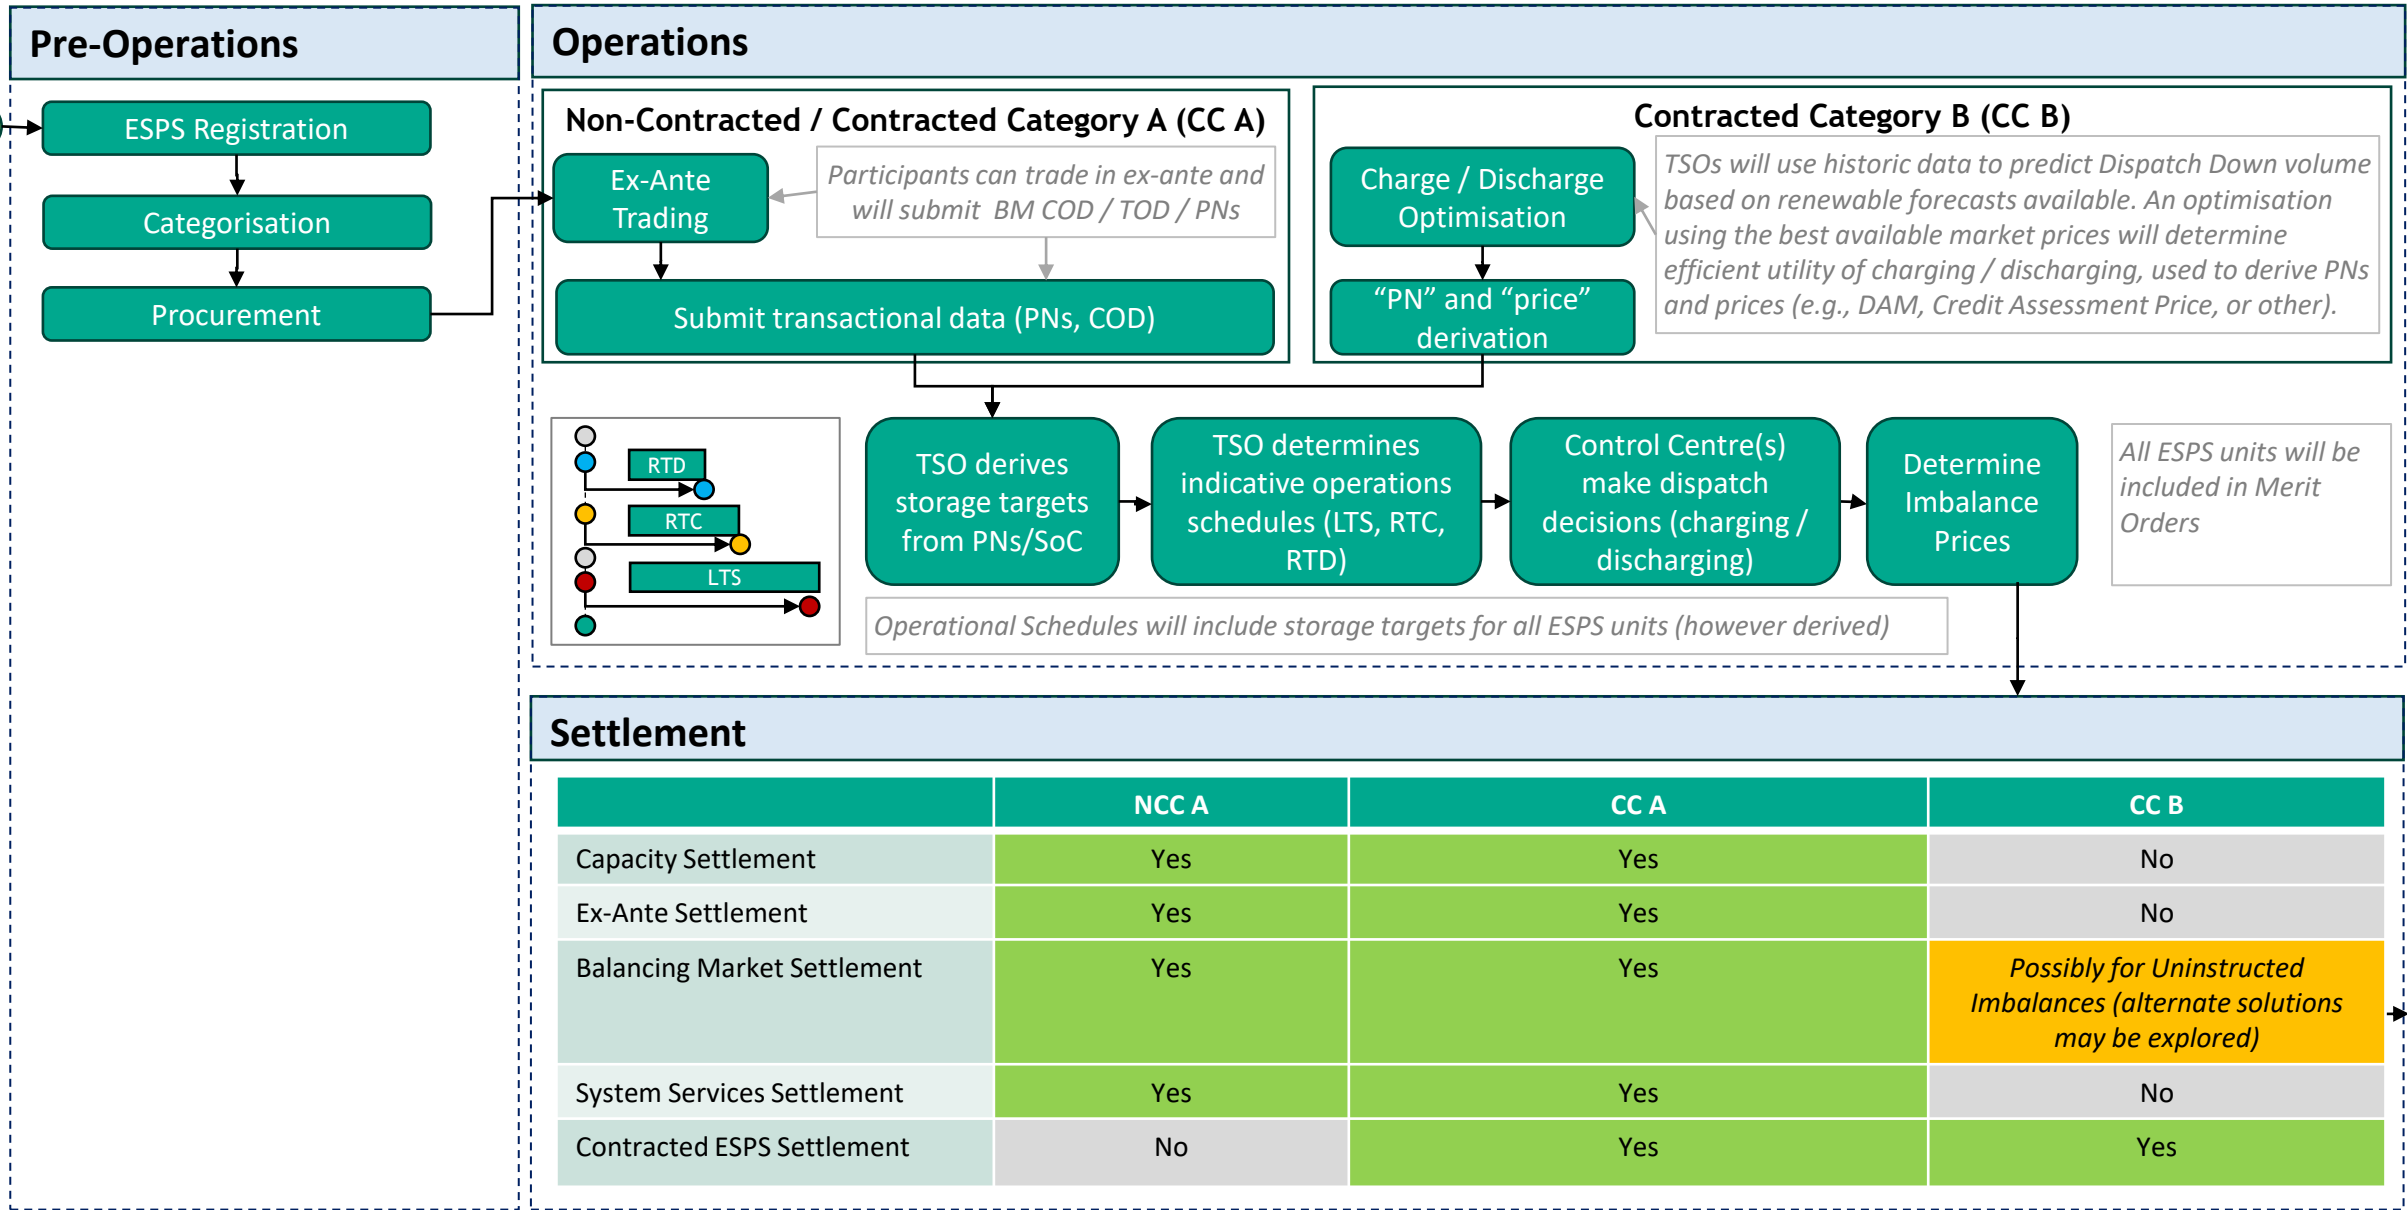 Pre-Operations
ESPS Registration
Categorisation
Procurement
Operations
Non-Contracted / Contracted Category A (CC A)
Ex-Ante
Trading
Participants can trade in ex-ante and
will submit BM COD / TOD / PNs
Submit transactional data (PNs, COD)
Contracted Category B (CC B)
Charge / Discharge
Optimisation
“PN” and “price”
derivation
TSOs will use historic data to predict Dispatch Down volume
based on renewable forecasts available. An optimisation
using the best available market prices will determine
efficient utility of charging / discharging, used to derive PNs
and prices (e.g., DAM, Credit Assessment Price, or other).
RTD
RTC
LTS
TSO derives
storage targets
from PNs/SoC
TSO determines
indicative operations
schedules (LTS, RTC,
RTD)
Control Centre(s)
make dispatch
decisions (charging /
discharging)
Determine
Imbalance
Prices
All ESPS units will be
included in Merit
Orders
Operational Schedules will include storage targets for all ESPS units (however derived)
Settlement
NCC A
CC A
CC B
Capacity Settlement
Yes
Yes
No
Ex-Ante Settlement
Yes
Yes
No
Balancing Market Settlement
Yes
Yes
Possibly for Uninstructed
Imbalances (alternate solutions
may be explored)
System Services Settlement
Yes
Yes
No
Contracted ESPS Settlement
No
Yes
Yes